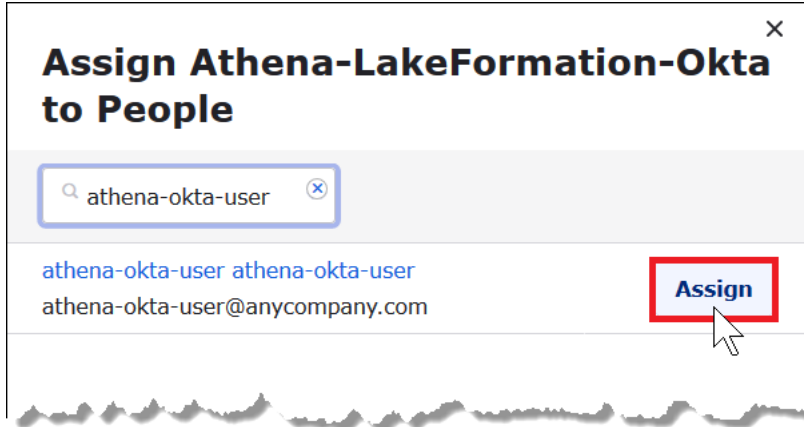 Assign Athena-LakeFormation-Okta
to People
athena-okta-user
athena-okta-user athena-okta-user
athena-okta-user@anycompany.com
Assign